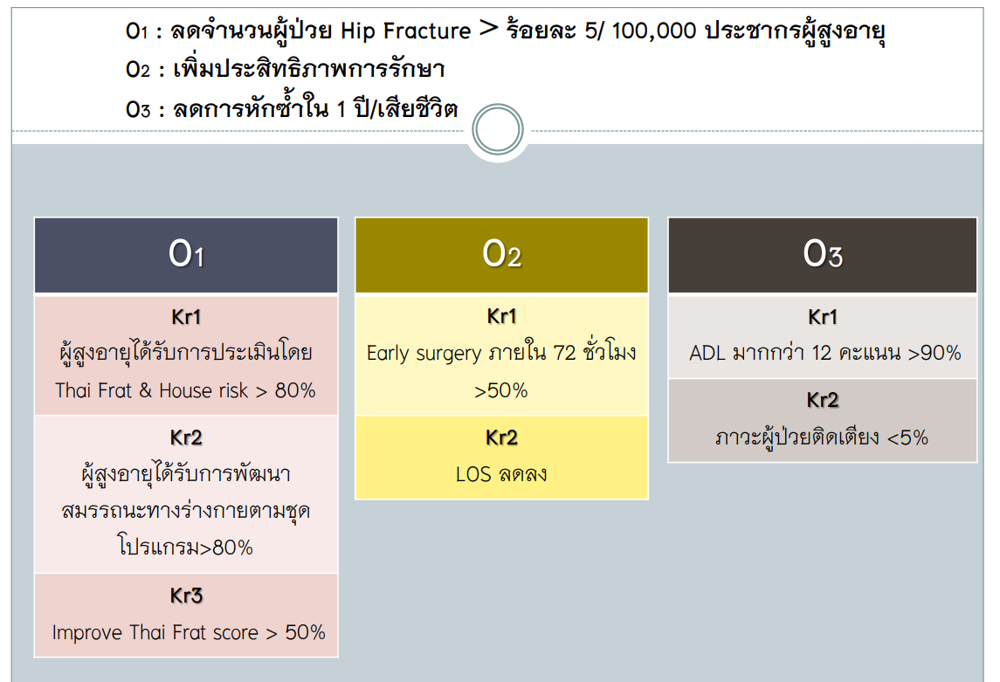 O1 : ลดจำนวนผู้ป่วย Hip Fracture > ร้อยละ 5/ 100,000 ประชากรผู้สูงอายุ
O2 : เพิ่มประสิทธิภาพการรักษา
O3 : ลดการหักซ้ำใน 1 ปี/เสียชีวิต
O1
Kr1
ผู้สูงอายุได้รับการประเมินโดย
Thai Frat & House risk > 80%
Kr2
ผู้สูงอายุได้รับการพัฒนา
สมรรถนะทางร่างกายตามชุด
โปรแกรม>80%
Kr3
Improve Thai Frat score > 50%
O2
Kr1
Early surgery ภายใน 72 ชั่วโมง
>50%
Kr2
LOS ลดลง
O3
Kr1
ADL มากกว่า 12 คะแนน >90%
Kr2
ภาวะผู้ป่วยติดเตียง <5%